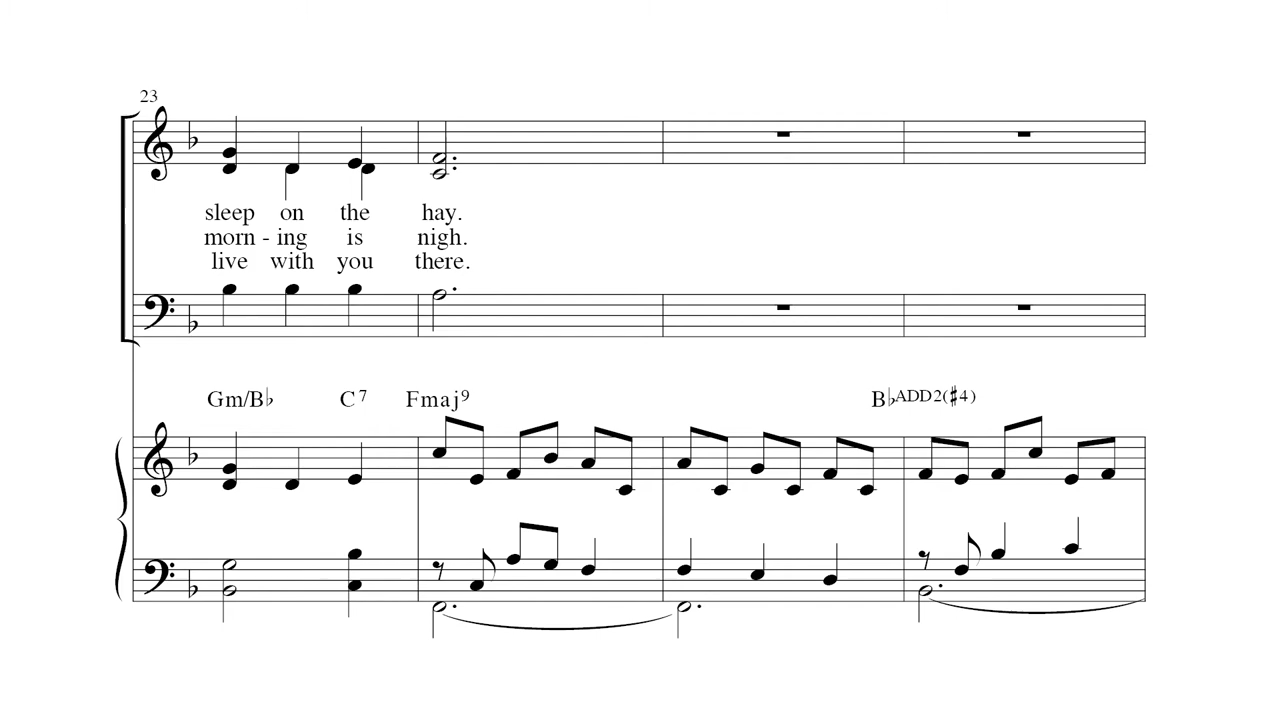 23
sleep on the hay.
morn - ing is nigh.
live with you there.
Gm/B♭ C7 Fmaj9 B♭ADD2(♯4)